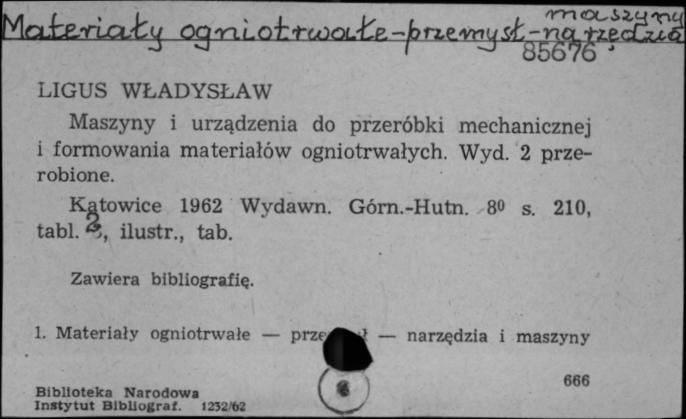 maszyny
Materiały ogniotrwałe-przemysł-narzędzia
85676
LIGUS WŁADYSŁAW
Maszyny i urządzenia do przeróbki mechanicznej
i formowania materiałów ogniotrwałych. Wyd. 2 prze-
robione.
Katowice 1962 Wydawn. Górn.-Hutn. 8⁰ s. 210,
tabl. 2, ilustr., tab.
Zawiera bibliografię.
1. Materiały ogniotrwałe — — narzędzia i maszyny
666
Biblioteka Narodowa
Instytut Bibliograf. 1232/62